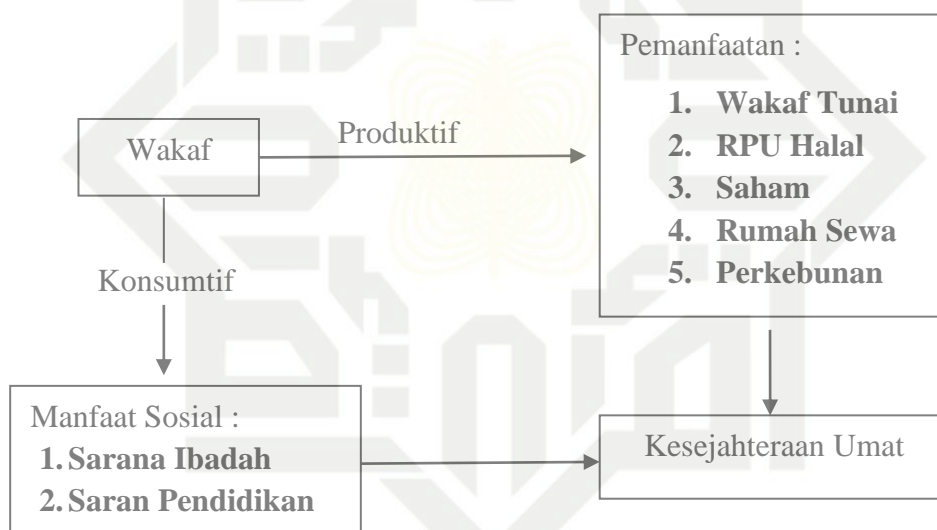 Pemanfaatan :
1. Wakaf Tunai
2. RPU Halal
3. Saham
4. Rumah Sewa
5. Perkebunan
Wakaf
Produktif
Konsumtif
Manfaat Sosial :
1. Sarana Ibadah
2. Saran Pendidikan
Kesejahteraan Umat